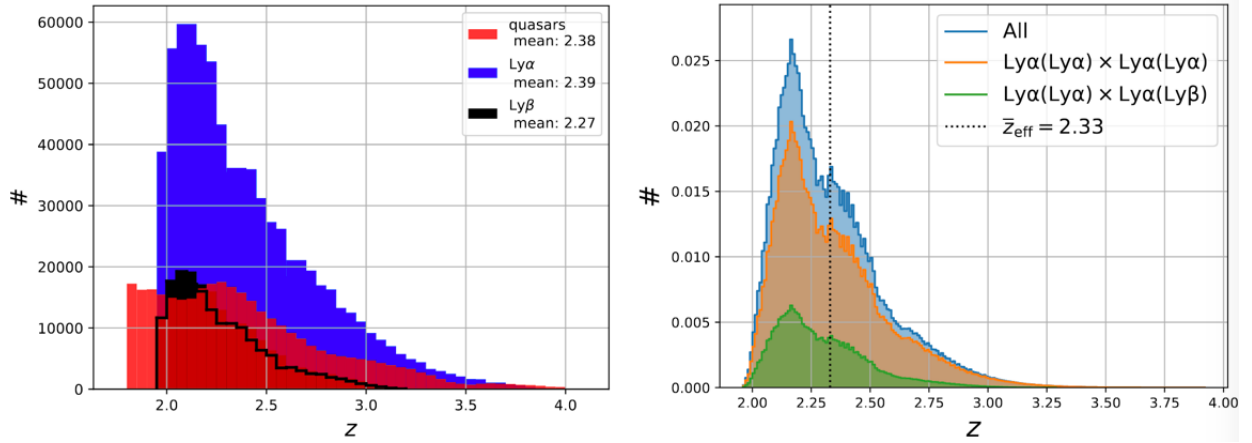 60000
50000
40000
30000
20000
10000
0
#
2.0 2.5 3.0 3.5 4.0
z
quasars
mean: 2.38
Lyα
mean: 2.39
Lyβ
mean: 2.27
0.025
0.020
0.015
0.010
0.005
0.000
#
2.00 2.25 2.50 2.75 3.00 3.25 3.50 3.75 4.00
z
All
Lyα(Lyα) × Lyα(Lyα)
Lyα(Lyα) × Lyα(Lyβ)
z̅eff = 2.33